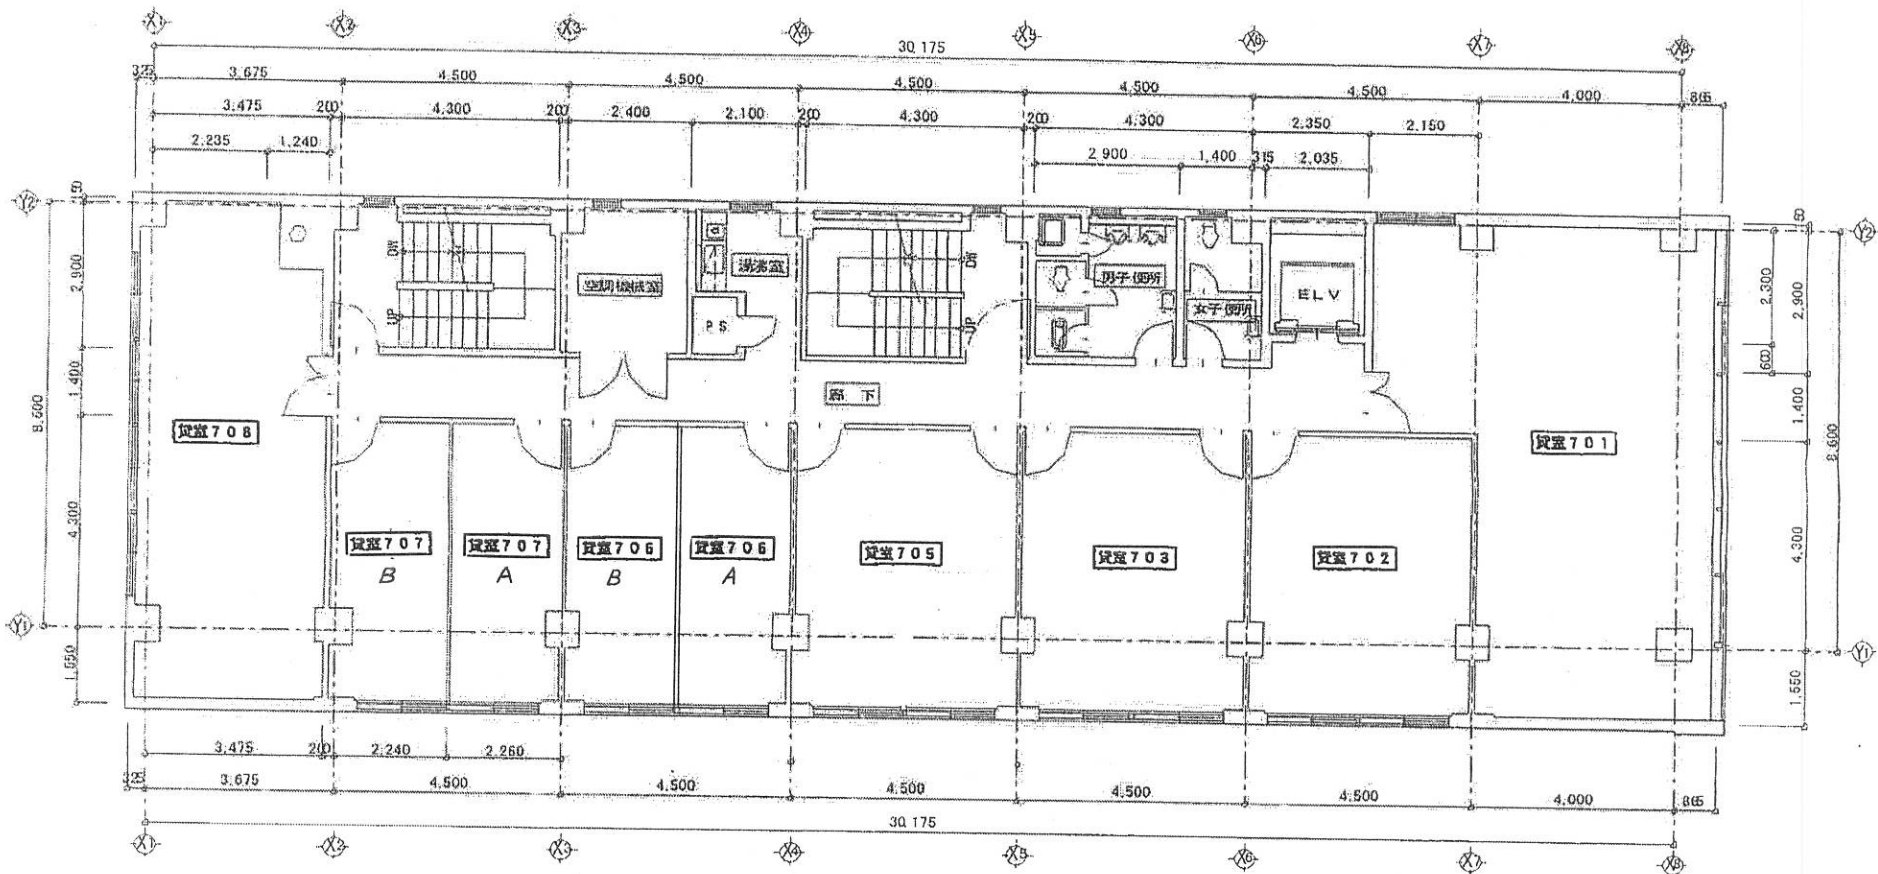 X1 X2 X3 X4 X5 X6 X7 X8
30,175
325 3,675 4,500 4,500 4,500 4,500 4,500 4,000 865
3,475 200 4,300 200 2,400 2,100 200 4,300 200 4,300 2,350 2,150
2,235 1,240 2,900 1,400 315 2,035
Y2 150 Y2
8,600 2,900 1,400 4,300 1,550
2,300 600 2,900 1,400 4,300 1,550 8,600
DN UP
空調機械室
湯沸室
PS
DN UP
男子便所
女子便所
ELV
廊下
貸室708
貸室701
貸室707
B
貸室707
A
貸室706
B
貸室706
A
貸室705
貸室703
貸室702
Y1 Y1
3,475 200 2,240 2,260
325 3,675 4,500 4,500 4,500 4,500 4,500 4,000 865
30,175
X1 X2 X3 X4 X5 X6 X7 X8